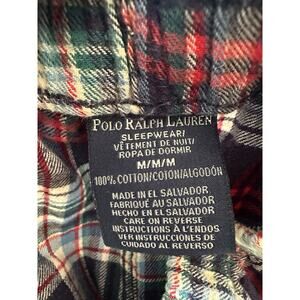 POLO RALPH LAUREN
SLEEPWEAR/
VÊTEMENT DE NUIT/
ROPA DE DORMIR
M/M/M
100% COTTON/COTON/ALGODÓN
MADE IN EL SALVADOR
FABRIQUÉ AU SALVADOR
HECHO EN EL SALVADOR
CARE ON REVERSE
INSTRUCTIONS À L'ENDOS
VER INSTRUCCIONES DE
CUIDADO AL REVERSO